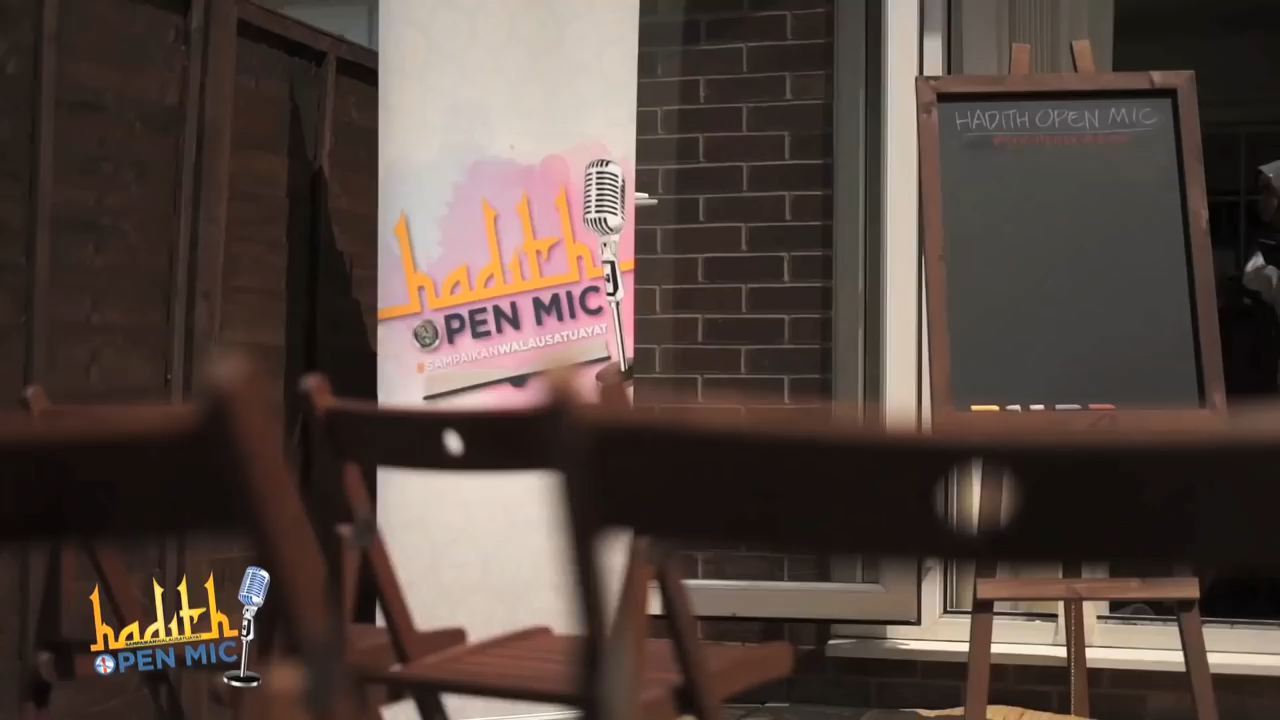 HADITH OPEN MIC
hadith
OPEN MIC
#SAMPAIKANWALAUSATUAYAT
hadith
SAMPAIKANWALAUSATUAYAT
OPEN MIC